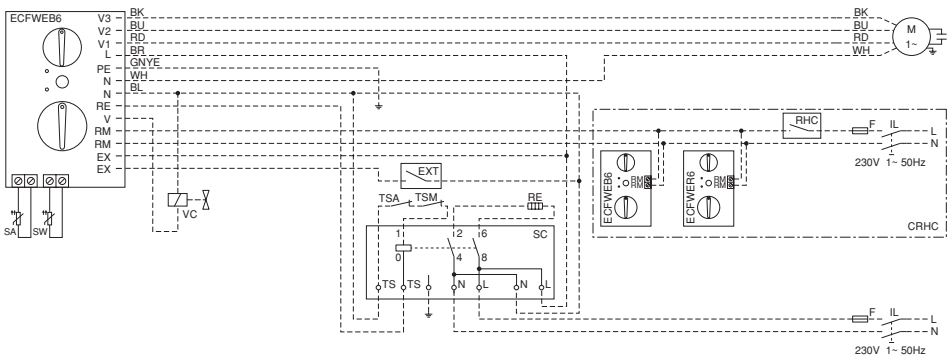 ECFWEB6
V3 BK
V2 BU
V1 RD
L BR
PE GNYE
N WH
N BL
RE
V
RM
RM
EX
EX
SA
SW
VC
BK
BU
RD
WH
M
1~
RHC
F
IL
L
N
230V 1~ 50Hz
ECFWEB6
RM
RM
ECFWER6
RM
RM
CRHC
EXT
TSA
TSM
RE
SC
1
0
2
4
6
8
TS
TS
N
L
N
L
F
IL
L
N
230V 1~ 50Hz